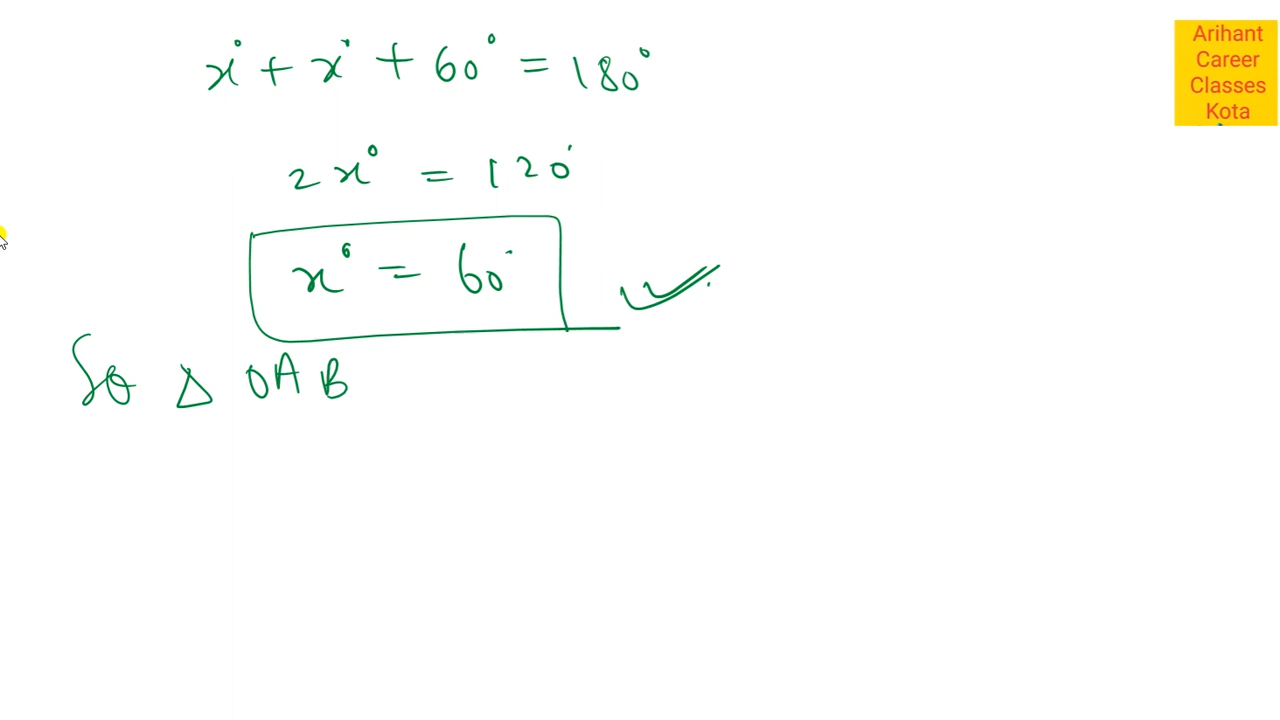 x° + x° + 60° = 180°
2x° = 120°
x° = 60°
So △ OAB
Arihant
Career
Classes
Kota